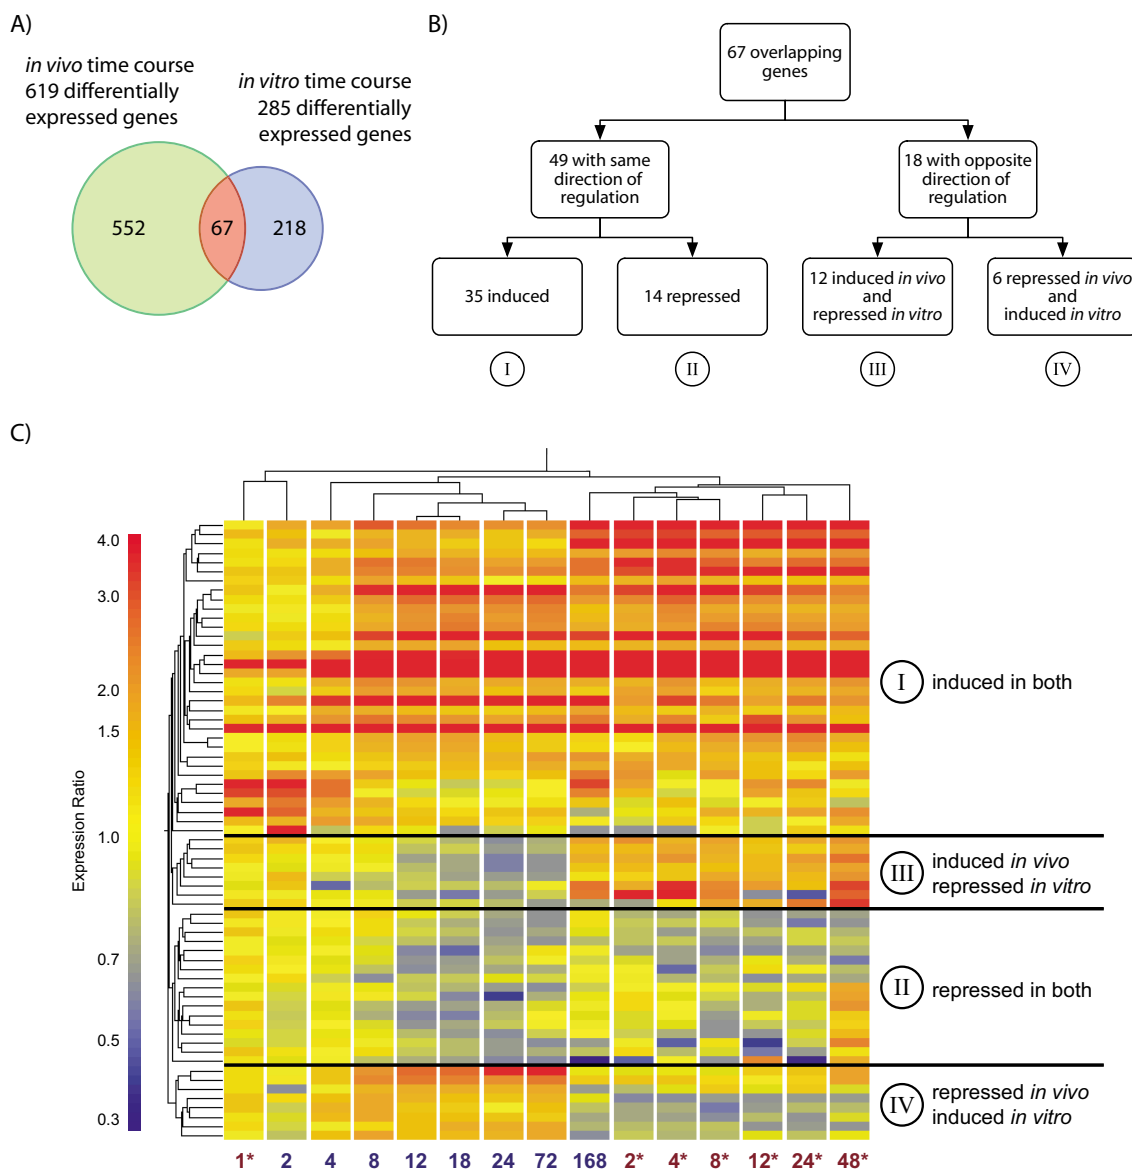 A)
in vivo time course
619 differentially
expressed genes
in vitro time course
285 differentially
expressed genes
552
67
218
B)
67 overlapping
genes
49 with same
direction of
regulation
18 with opposite
direction of
regulation
35 induced
14 repressed
12 induced in vivo
and
repressed in vitro
6 repressed in vivo
and
induced in vitro
I
II
III
IV
C)
Expression Ratio
4.0
3.0
2.0
1.5
1.0
0.7
0.5
0.3
I
induced in both
III
induced in vivo
repressed in vitro
II
repressed in both
IV
repressed in vivo
induced in vitro
1* 2 4 8 12 18 24 72 168 2* 4* 8* 12* 24* 48*